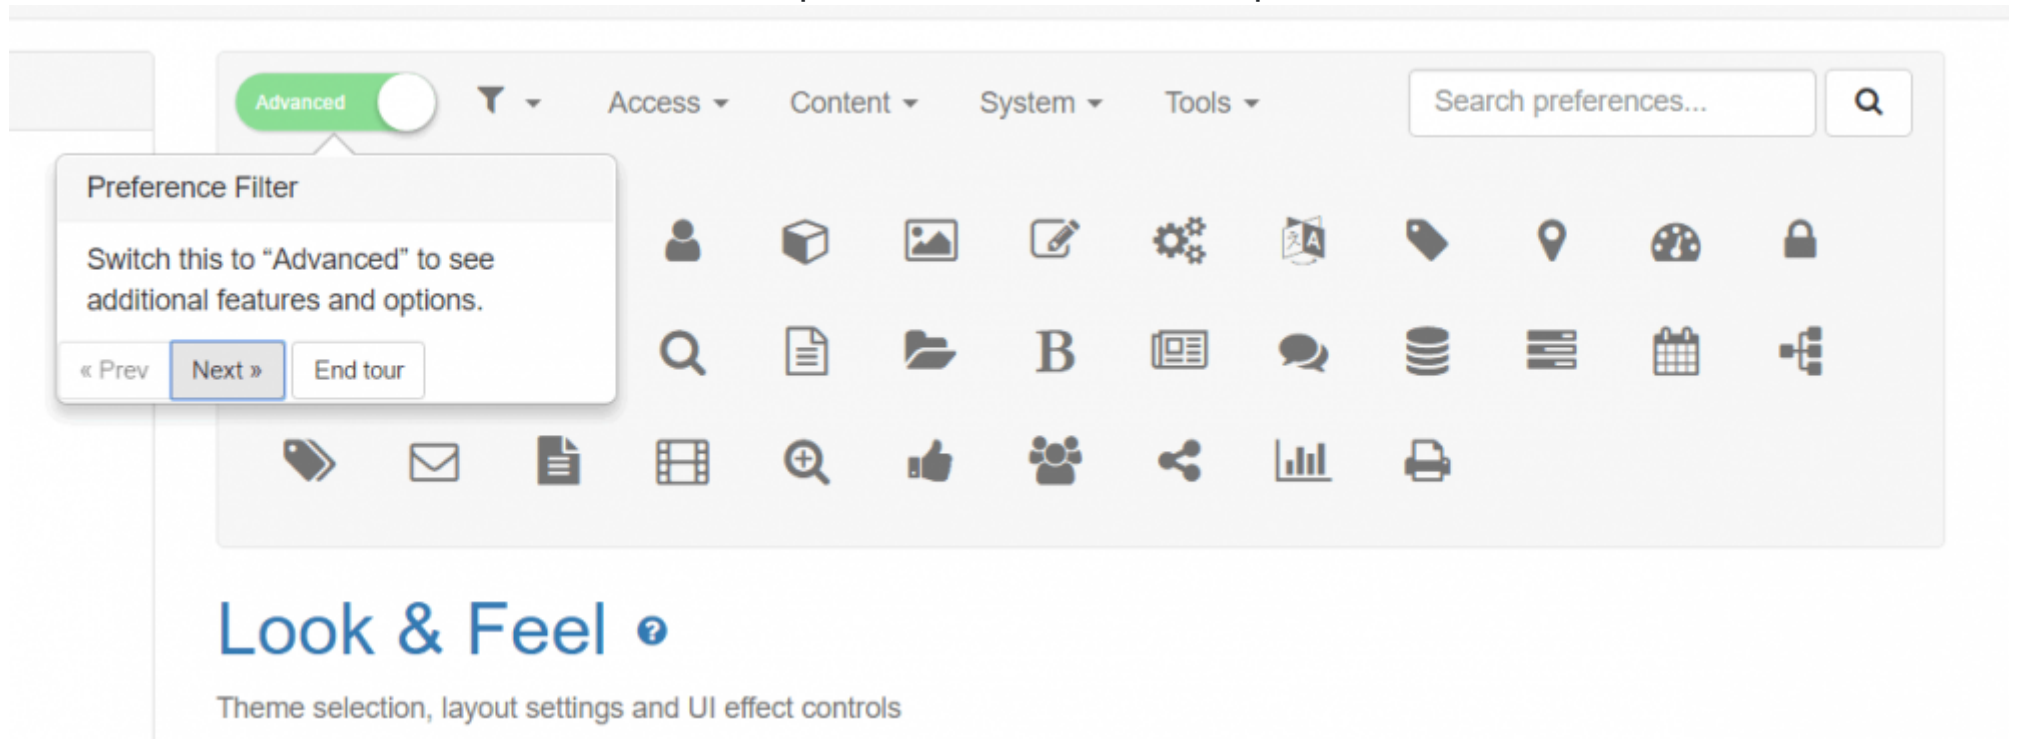 Advanced
Access
Content
System
Tools
Search preferences...
Preference Filter
Switch this to “Advanced” to see
additional features and options.
« Prev
Next »
End tour
B
Look & Feel
Theme selection, layout settings and UI effect controls